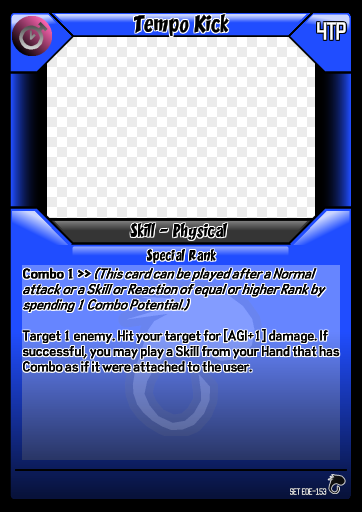 Tempo Kick
4TP
Skill - Physical
Special Rank
Combo 1 >> (This card can be played after a Normal
attack or a Skill or Reaction of equal or higher Rank by
spending 1 Combo Potential.)
Target 1 enemy. Hit your target for [AGI+1] damage. If
successful, you may play a Skill from your Hand that has
Combo as if it were attached to the user.
SET EOE-153